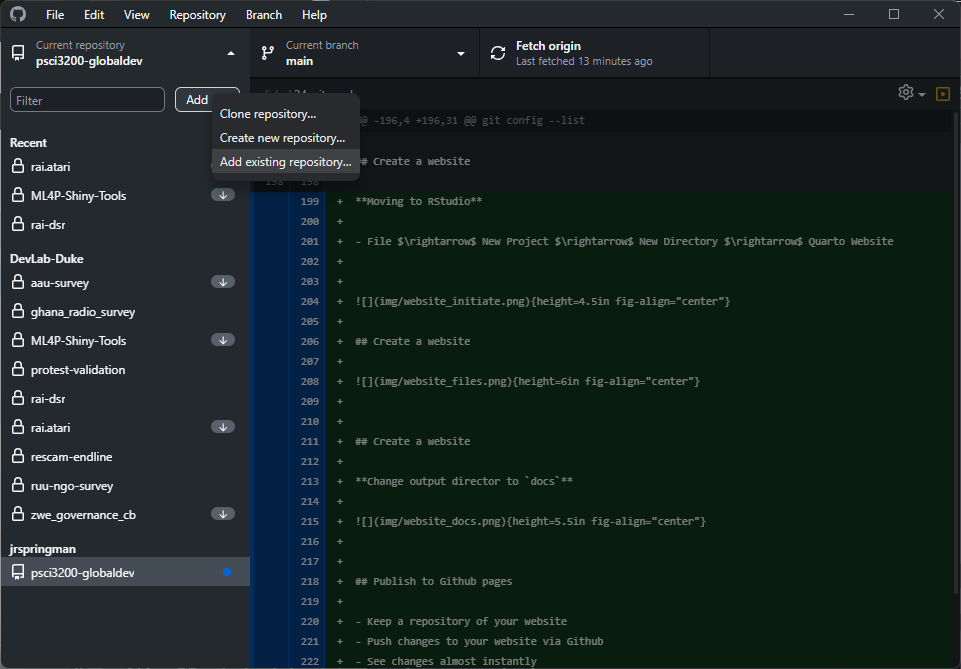 File Edit View Repository Branch Help
Current repository
psci3200-globaldev
Current branch
main
Fetch origin
Last fetched 13 minutes ago
Filter
Add
Clone repository...
Create new repository...
Add existing repository...
Recent
rai.atari
ML4P-Shiny-Tools
rai-dsr
DevLab-Duke
aau-survey
ghana_radio_survey
ML4P-Shiny-Tools
protest-validation
rai-dsr
rai.atari
rescam-endline
ruu-ngo-survey
zwe_governance_cb
jrspringman
psci3200-globaldev
@ -196,4 +196,31 @@ git config --list
## Create a website
198 198
199 + **Moving to RStudio**
200 +
201 + - File $\rightarrow$ New Project $\rightarrow$ New Directory $\rightarrow$ Quarto Website
202 +
203 +
204 + ![](img/website_initiate.png){height=4.5in fig-align="center"}
205 +
206 + ## Create a website
207 +
208 + ![](img/website_files.png){height=6in fig-align="center"}
209 +
210 +
211 + ## Create a website
212 +
213 + **Change output director to `docs`**
214 +
215 + ![](img/website_docs.png){height=5.5in fig-align="center"}
216 +
217 +
218 + ## Publish to Github pages
219 +
220 + - Keep a repository of your website
221 + - Push changes to your website via Github
222 + - See changes almost instantly